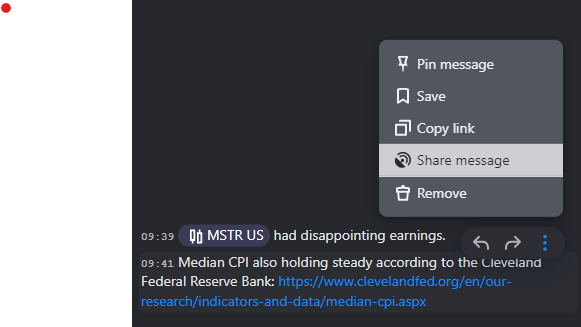 Pin message
Save
Copy link
Share message
Remove
09:39 MSTR US had disappointing earnings.
09:41 Median CPI also holding steady according to the Cleveland
Federal Reserve Bank: https://www.clevelandfed.org/en/our-
research/indicators-and-data/median-cpi.aspx